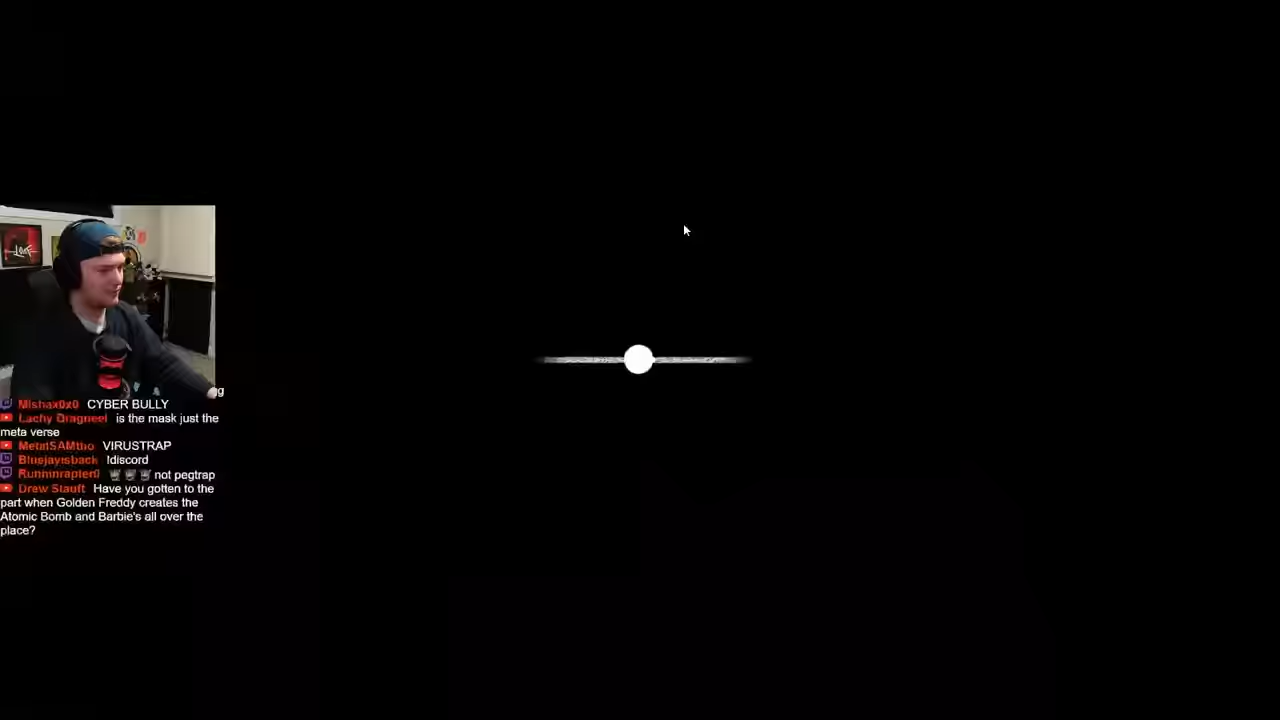 g
Mishax0x0 CYBER BULLY
Lachy Dragneel is the mask just the
meta verse
MetalSAMtho VIRUSTRAP
Bluejayisback !discord
Runninrapter0 not pegtrap
Drew Stauft Have you gotten to the
part when Golden Freddy creates the
Atomic Bomb and Barbie's all over the
place?